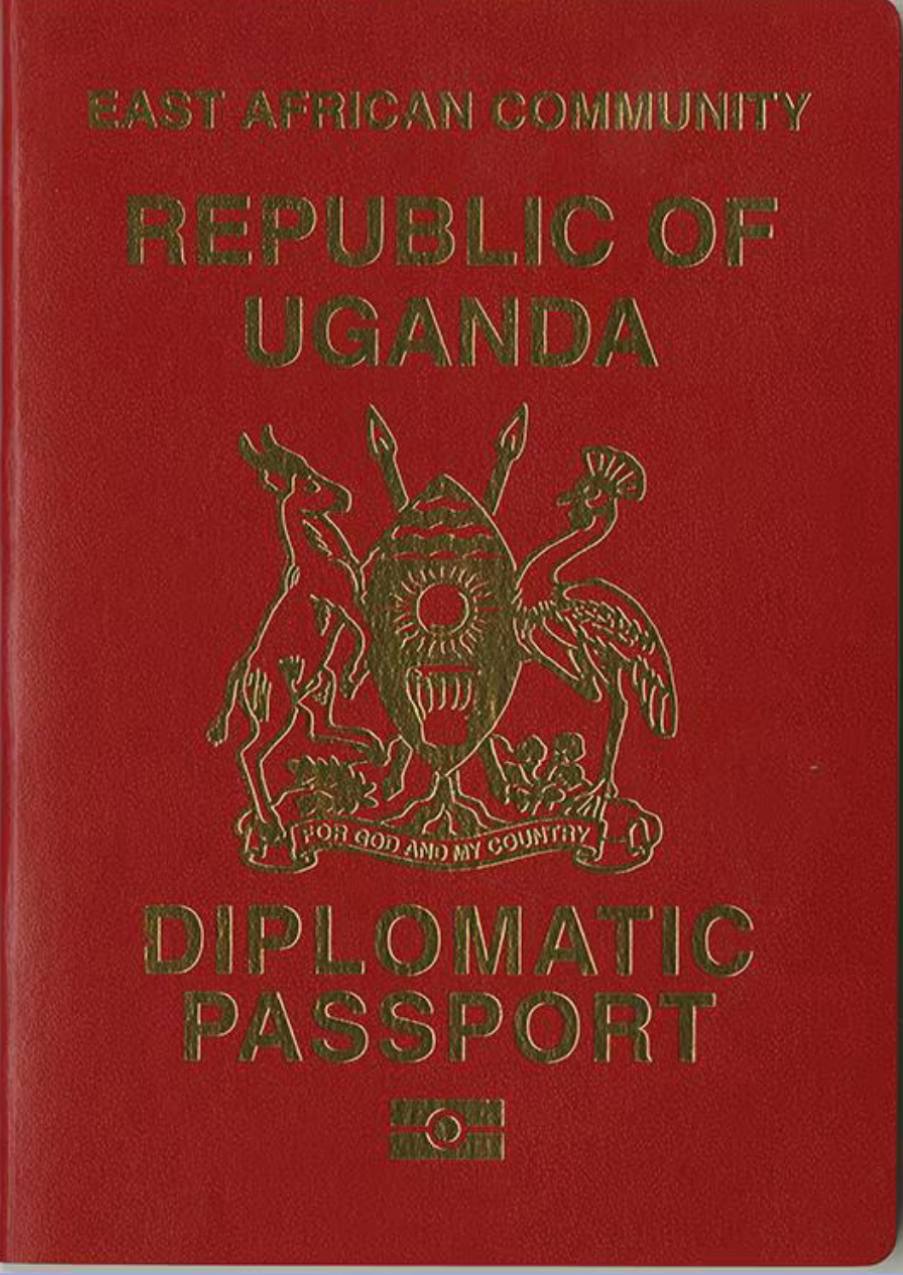 EAST AFRICAN COMMUNITY
REPUBLIC OF
UGANDA
FOR GOD AND MY COUNTRY
DIPLOMATIC
PASSPORT